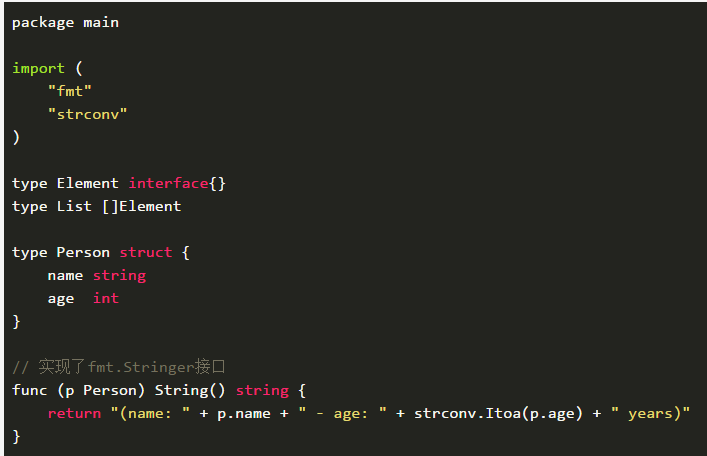 package main
import (
"fmt"
"strconv"
)
type Element interface{}
type List []Element
type Person struct {
name string
age  int
}
// 实现了fmt.Stringer接口
func (p Person) String() string {
return "(name: " + p.name + " - age: " + strconv.Itoa(p.age) + " years)"
}